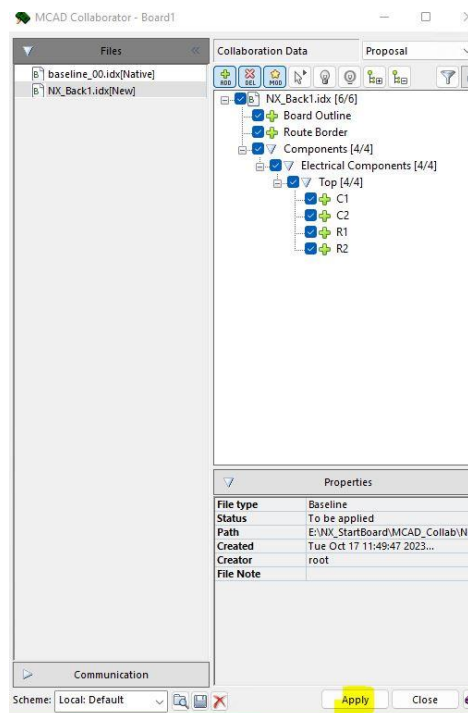 MCAD Collaborator - Board1
Files
baseline_00.idx[Native]
NX_Back1.idx[New]
Communication
Collaboration Data
Proposal
ADD DEL MOD
NX_Back1.idx [6/6]
Board Outline
Route Border
Components [4/4]
Electrical Components [4/4]
Top [4/4]
C1
C2
R1
R2
Properties
File type Baseline
Status To be applied
Path E:\NX_StartBoard\MCAD_Collab\N
Created Tue Oct 17 11:49:47 2023...
Creator root
File Note
Scheme: Local: Default
Apply
Close